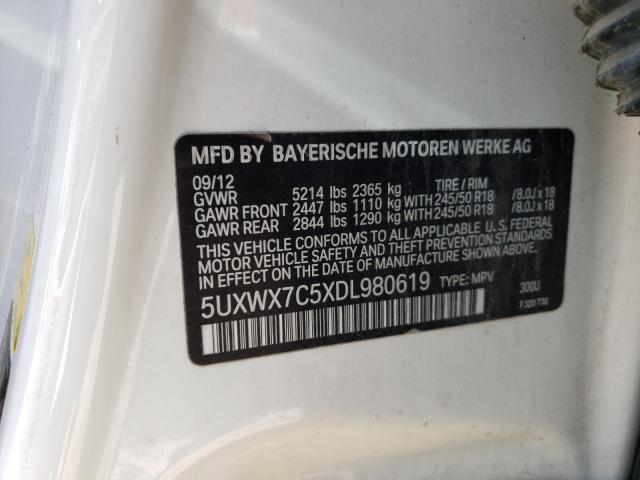 MFD BY BAYERISCHE MOTOREN WERKE AG
09/12 TIRE / RIM
GVWR 5214 lbs 2365 kg
GAWR FRONT 2447 lbs 1110 kg WITH 245/50 R18 /8.0J x 18
GAWR REAR 2844 lbs 1290 kg WITH 245/50 R18 /8.0J x 18
THIS VEHICLE CONFORMS TO ALL APPLICABLE U. S. FEDERAL
MOTOR VEHICLE SAFETY AND THEFT PREVENTION STANDARDS
IN EFFECT ON THE DATE OF MANUFACTURE SHOWN ABOVE.
5UXWX7C5XDL980619 TYPE: MPV 300U
7 320 730